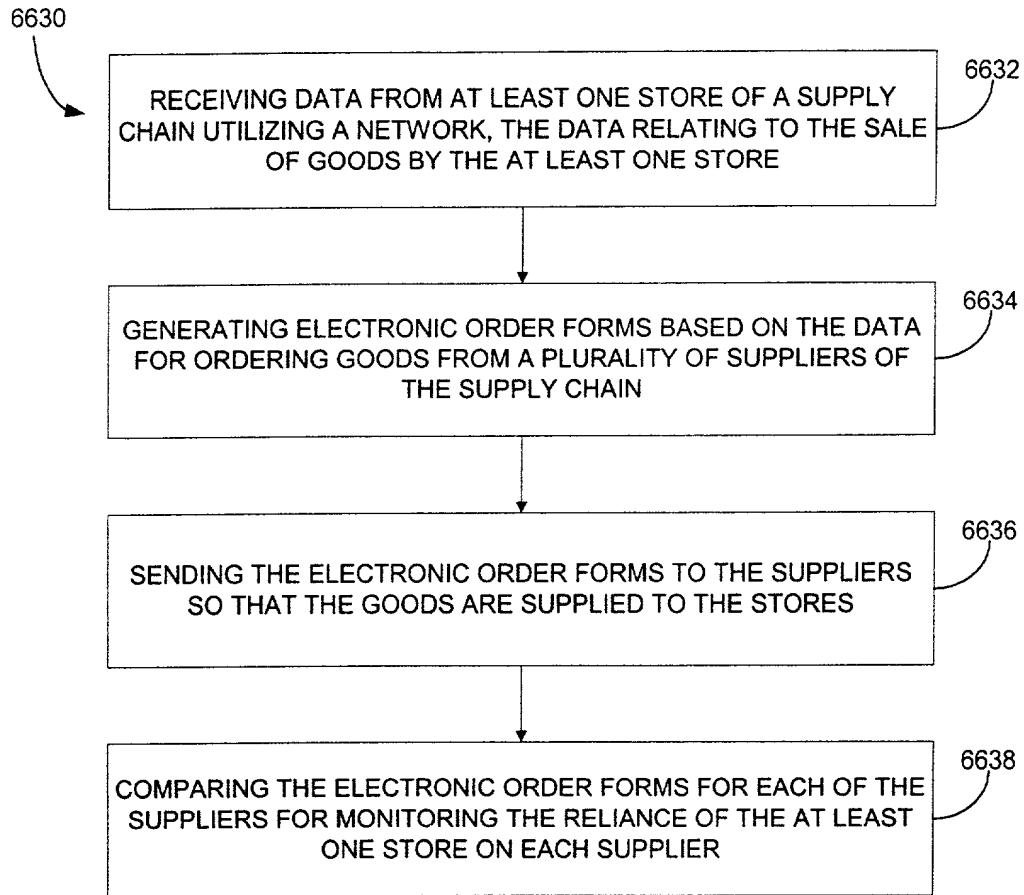 6630
6632
RECEIVING DATA FROM AT LEAST ONE STORE OF A SUPPLY
CHAIN UTILIZING A NETWORK, THE DATA RELATING TO THE SALE
OF GOODS BY THE AT LEAST ONE STORE
6634
GENERATING ELECTRONIC ORDER FORMS BASED ON THE DATA
FOR ORDERING GOODS FROM A PLURALITY OF SUPPLIERS OF
THE SUPPLY CHAIN
6636
SENDING THE ELECTRONIC ORDER FORMS TO THE SUPPLIERS
SO THAT THE GOODS ARE SUPPLIED TO THE STORES
6638
COMPARING THE ELECTRONIC ORDER FORMS FOR EACH OF THE
SUPPLIERS FOR MONITORING THE RELIANCE OF THE AT LEAST
ONE STORE ON EACH SUPPLIER